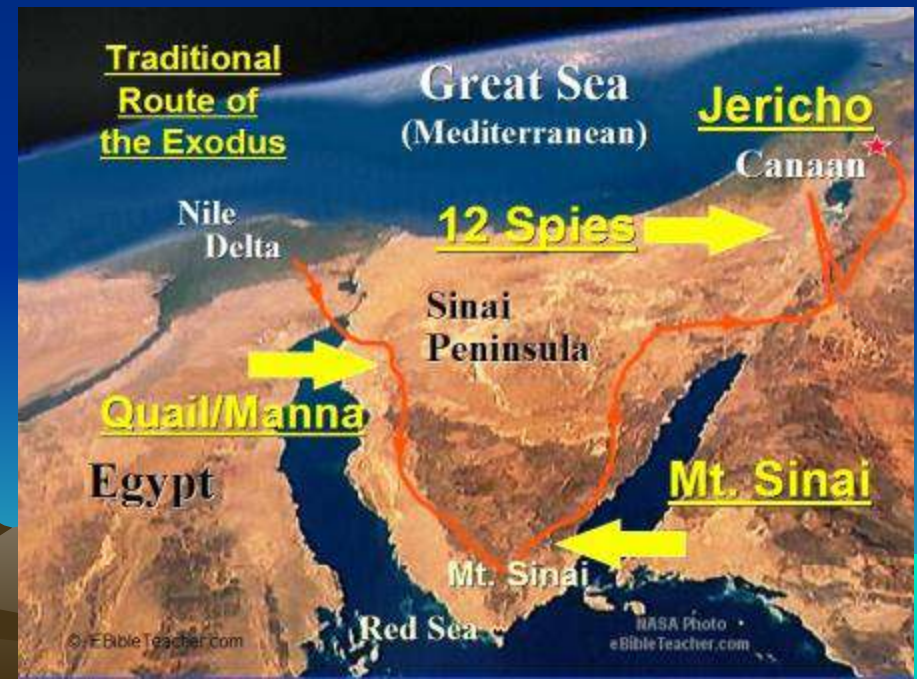 Traditional
Route of
the Exodus
Great Sea
(Mediterranean)
Jericho
Canaan
Nile
Delta
12 Spies
Sinai
Peninsula
Quail/Manna
Egypt
Mt. Sinai
Mt. Sinai
Red Sea
© EBibleTeacher.com
NASA Photo •
eBibleTeacher.com